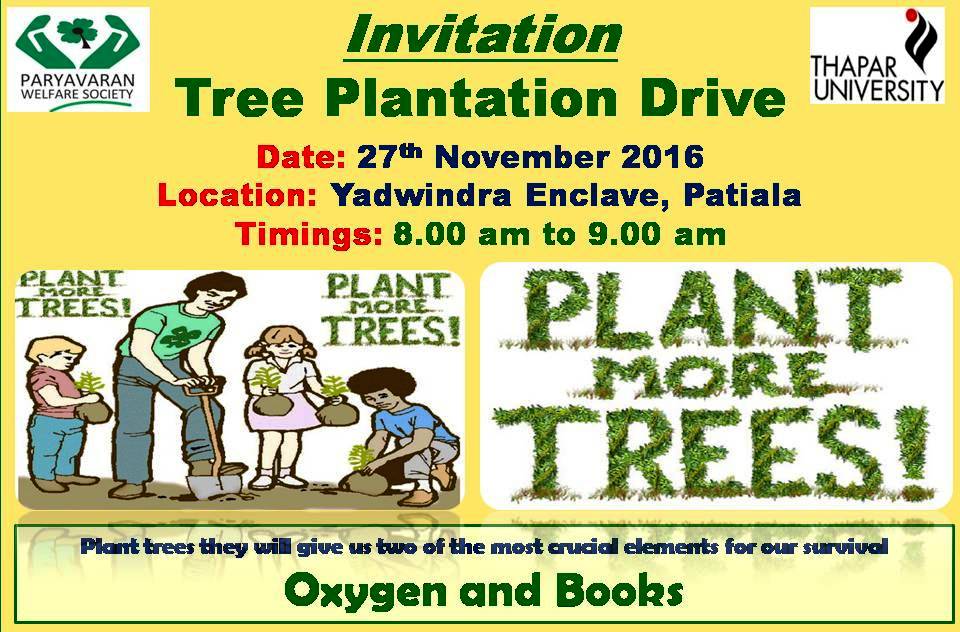 PARYAVARAN
WELFARE SOCIETY
THAPAR
UNIVERSITY
Invitation
Tree Plantation Drive
Date: 27th November 2016
Location: Yadwindra Enclave, Patiala
Timings: 8.00 am to 9.00 am
PLANT
MORE
TREES!
PLANT
MORE
TREES!
PLANT
MORE
TREES!
Plant trees they will give us two of the most crucial elements for our survival
Oxygen and Books